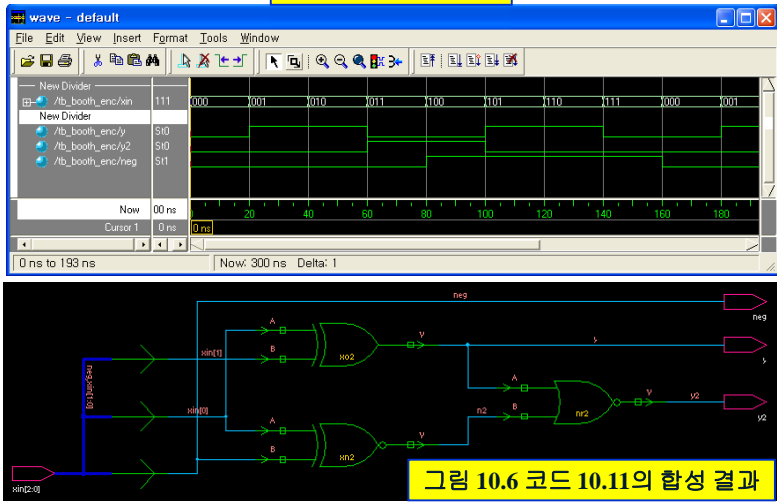 wave - default
File Edit View Insert Format Tools Window
New Divider
/tb_booth_enc/xin 111 000 001 010 011 100 101 110 111 000 001
New Divider
/tb_booth_enc/y St0
/tb_booth_enc/y2 St0
/tb_booth_enc/neg St1
Now 00 ns 20 40 60 80 100 120 140 160 180
Cursor 1 0 ns 0 ns
0 ns to 193 ns Now: 300 ns Delta: 1
neg
neg
A
Y
xin[1]
B
xo2
y
y
neg,xin[1:0]
A
Y
y2
xin[0]
n2
B
nr2
y2
A
Y
B
xn2
xin[2:0]
그림 10.6 코드 10.11의 합성 결과